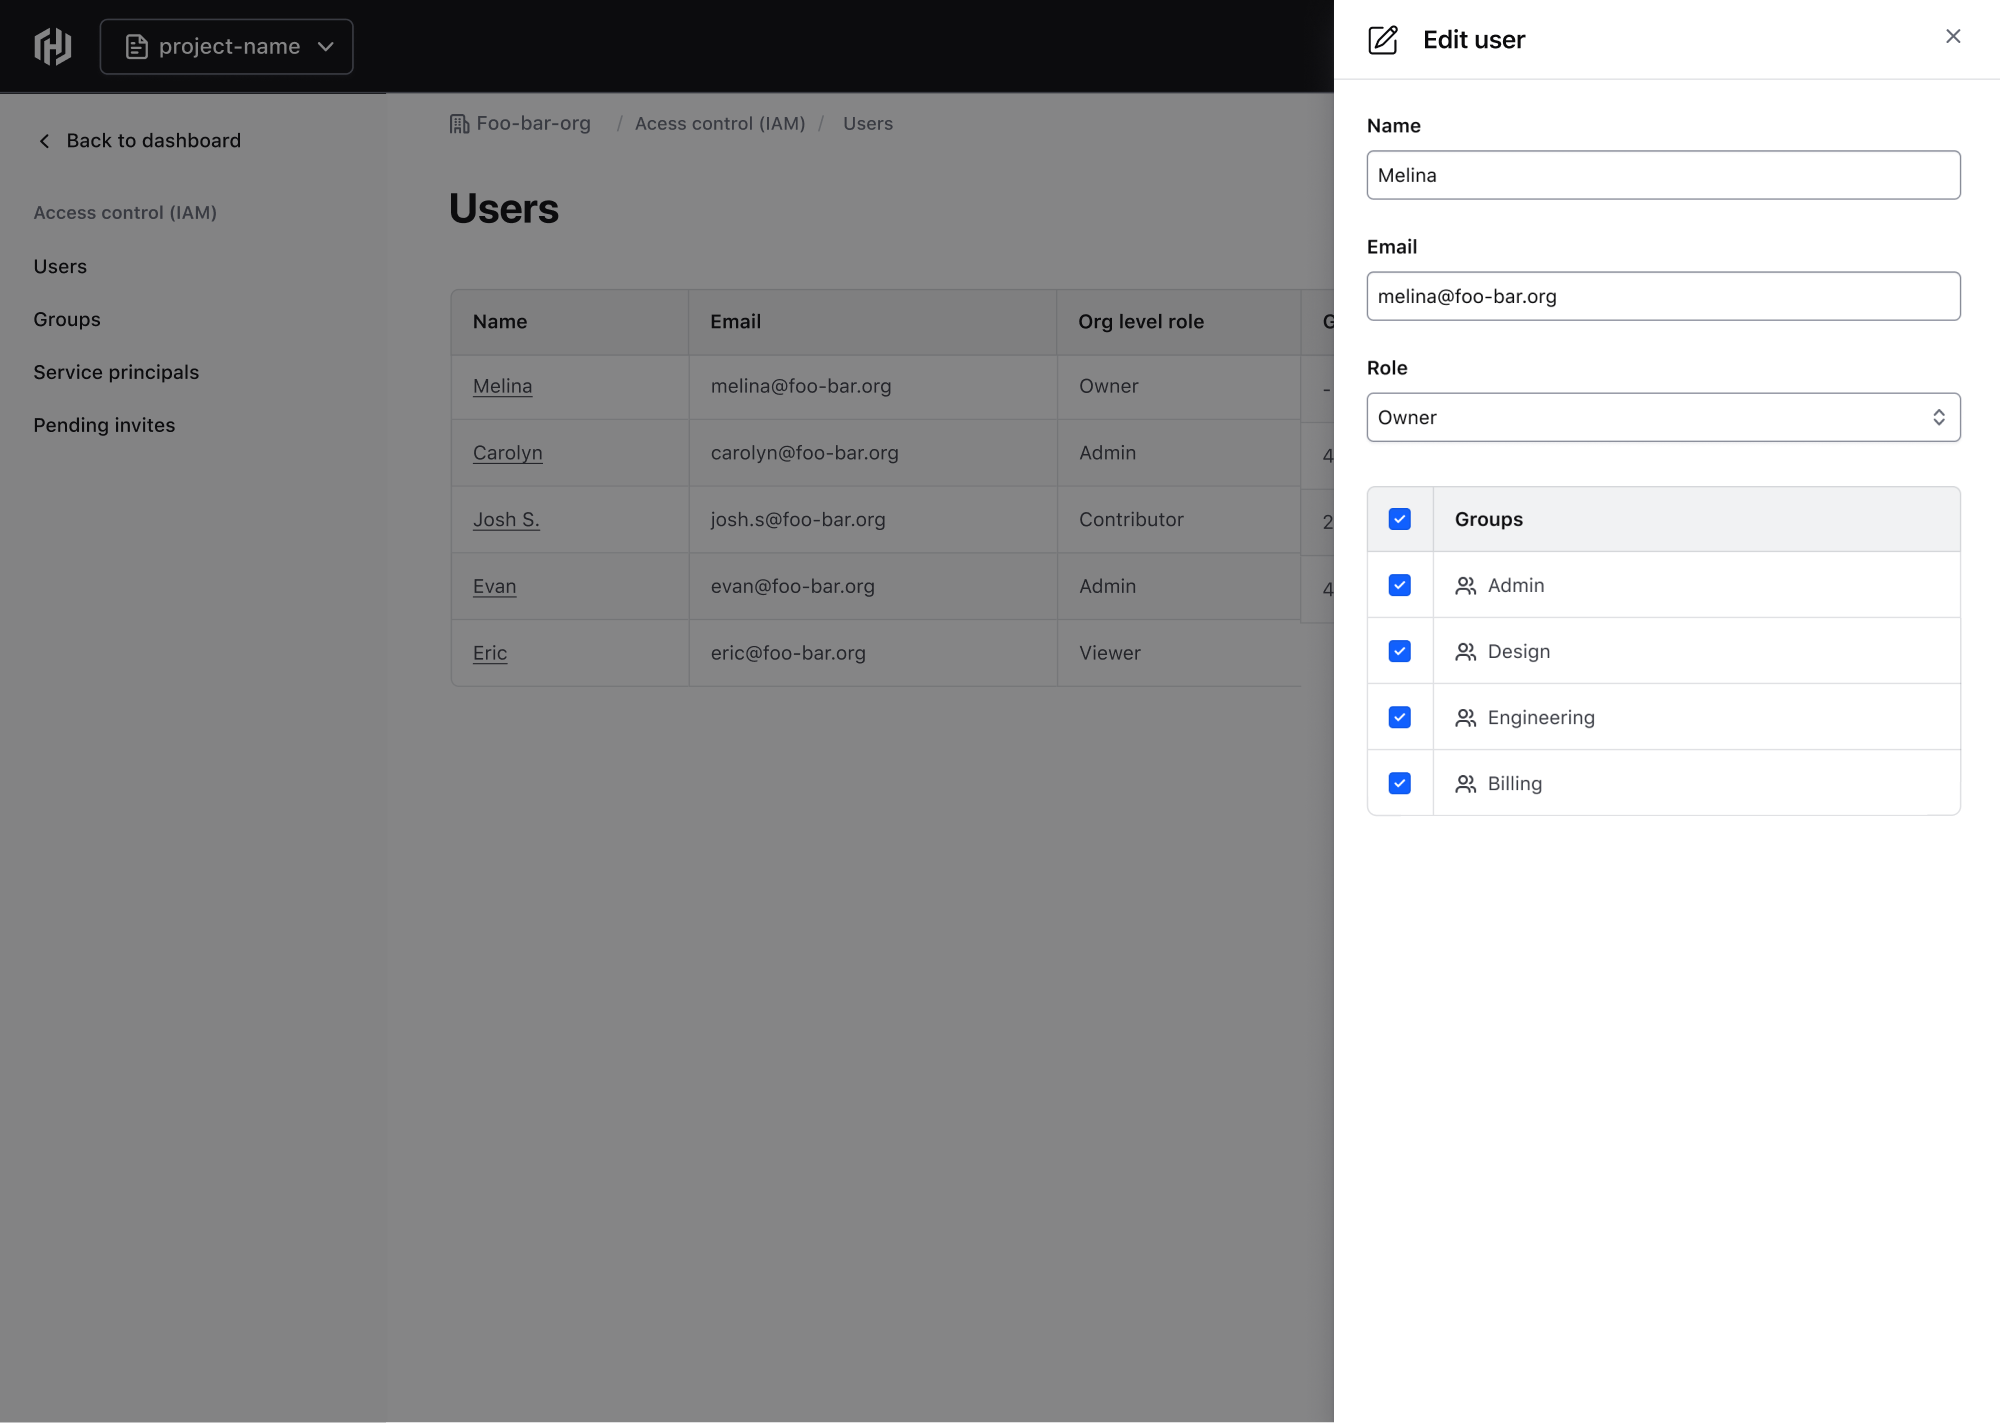 project-name
Back to dashboard
Access control (IAM)
Users
Groups
Service principals
Pending invites
Foo-bar-org / Acess control (IAM) / Users
Users
Name Email Org level role G
Melina melina@foo-bar.org Owner -
Carolyn carolyn@foo-bar.org Admin 4
Josh S. josh.s@foo-bar.org Contributor 2
Evan evan@foo-bar.org Admin 4
Eric eric@foo-bar.org Viewer
Edit user
Name
Melina
Email
melina@foo-bar.org
Role
Owner
Groups
Admin
Design
Engineering
Billing